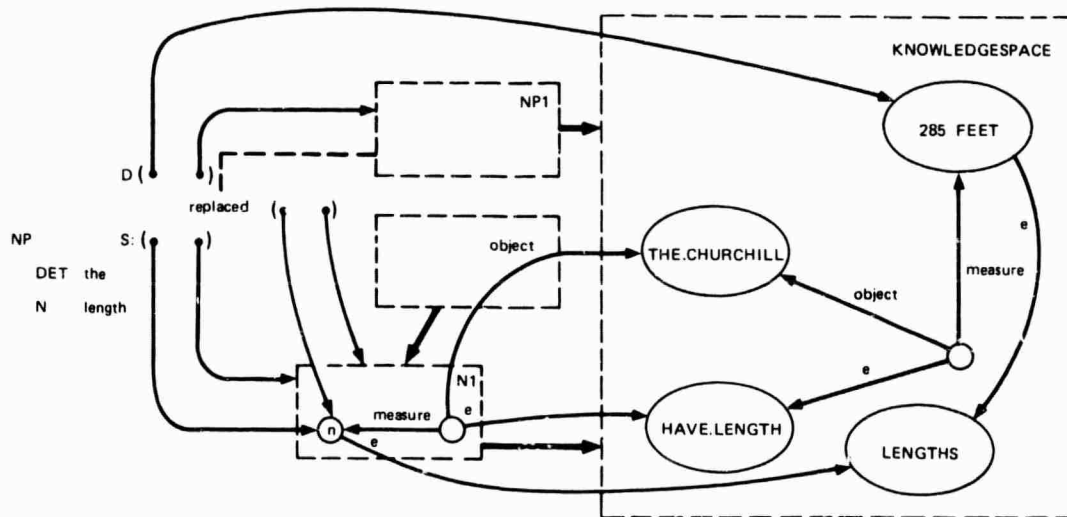 KNOWLEDGESPACE
NP1
285 FEET
D ( )
replaced ( )
NP S: ( )
object
THE.CHURCHILL
e
DET the
measure
object
N length
N1
e
measure e
n
HAVE.LENGTH
e
LENGTHS